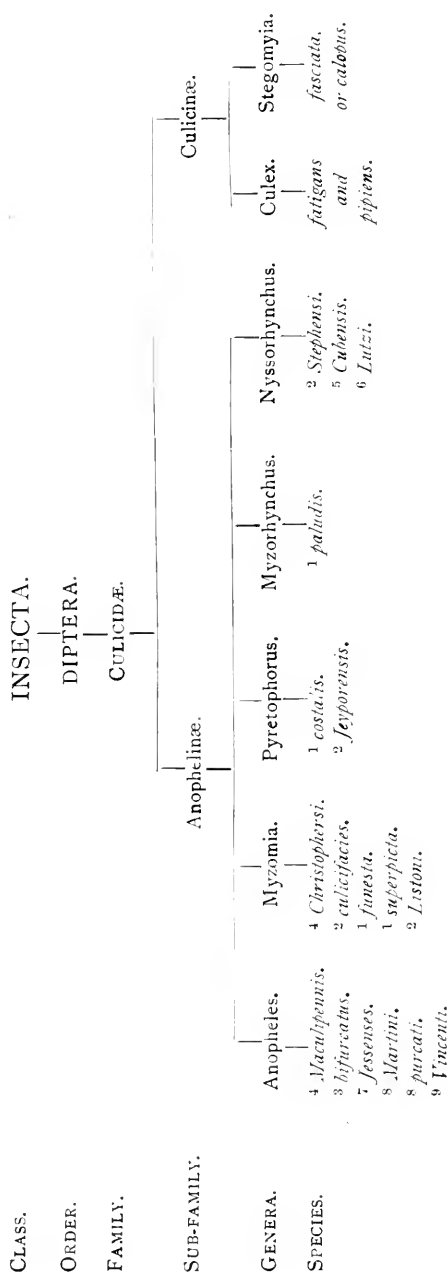 CLASS. INSECTA.
ORDER. DIPTERA.
FAMILY. CULICIDÆ.
SUB-FAMILY. Anophelinæ. Culicinæ.
GENERA. Anopheles. Myzomia. Pyretophorus. Myzorhynchus. Nyssorhynchus. Culex. Stegomyia.
SPECIES. 4 Maculipennis. 4 Christophersi. 1 costalis. 1 paludis. 2 Stephensi. fatigans fasciata.
3 bifurcatus. 2 culicifacies. 2 Jeyporensis. 5 Cubensis. and or calopus.
7 Jessenses. 1 funesta. 6 Lutzi. pipiens.
8 Martini. 1 superpicta.
8 purcati. 2 Listoni.
9 Vincenti.